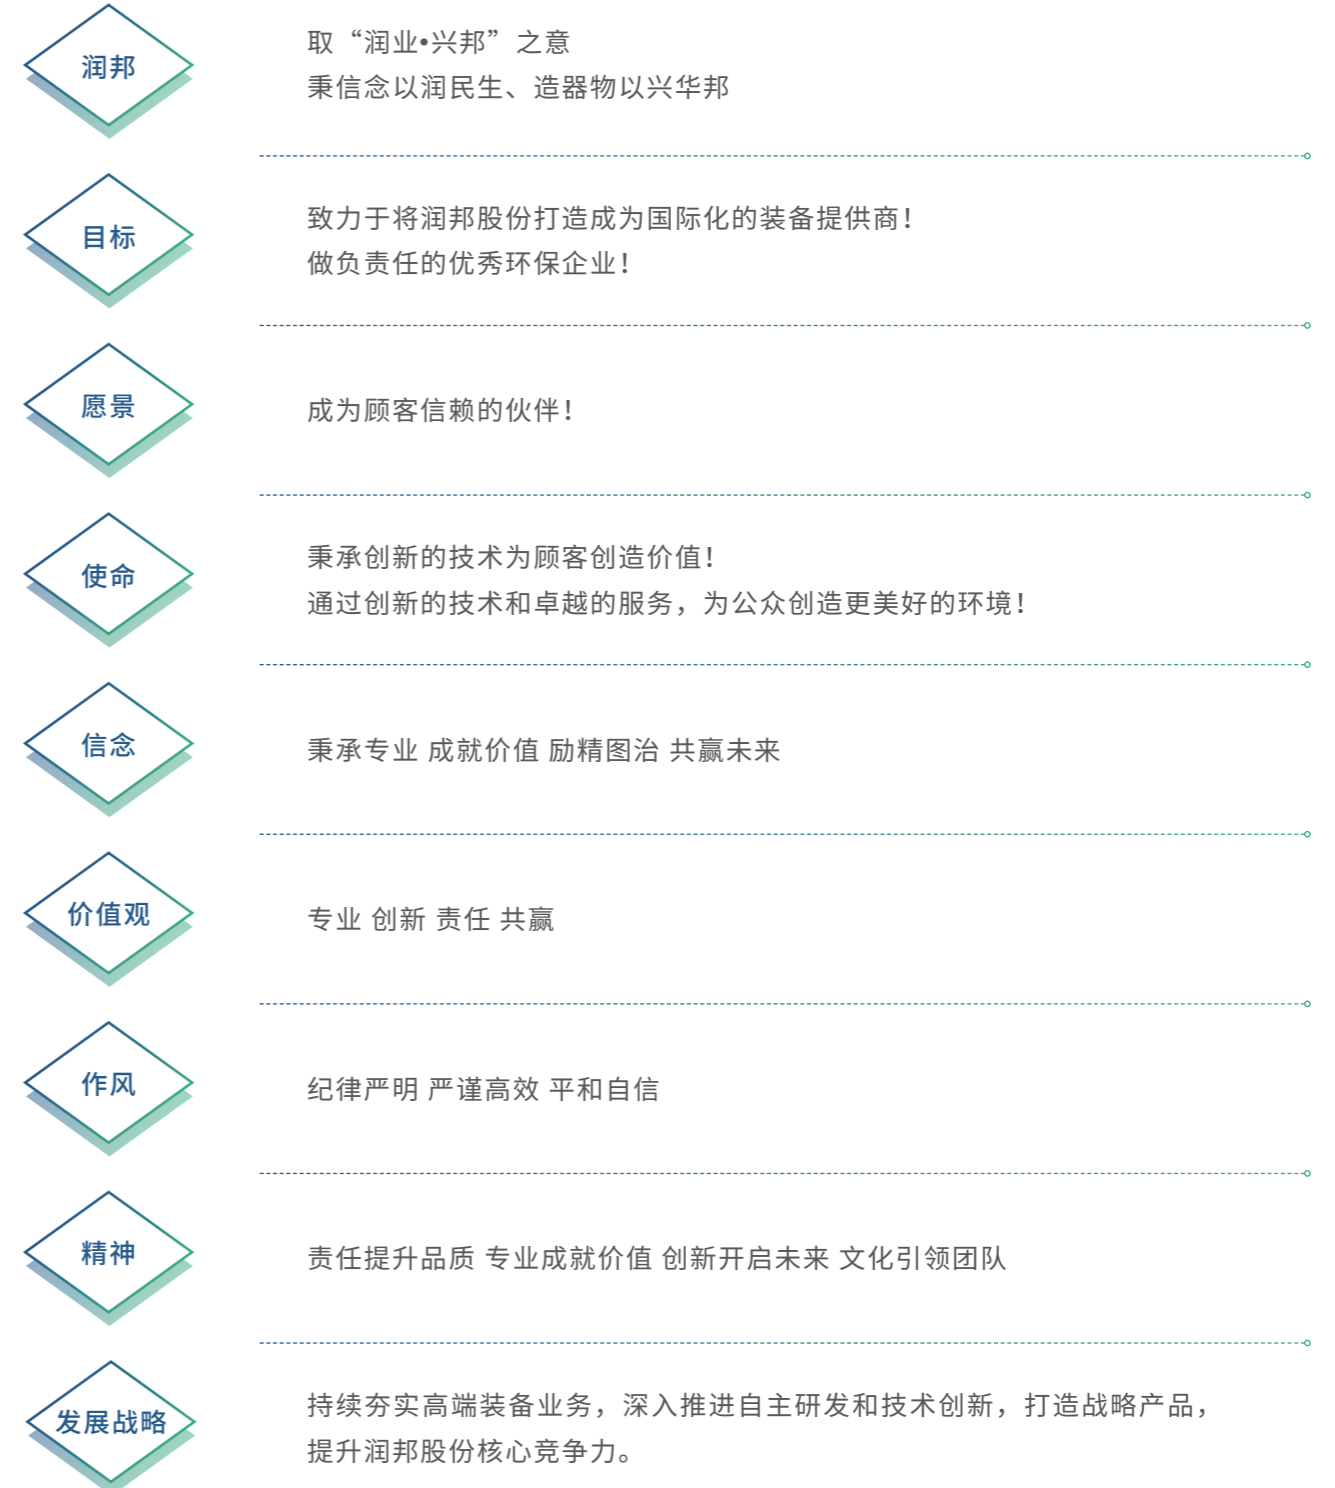 润邦
取“润业•兴邦”之意
秉信念以润民生、造器物以兴华邦
目标
致力于将润邦股份打造成为国际化的装备提供商！
做负责任的优秀环保企业！
愿景
成为顾客信赖的伙伴！
使命
秉承创新的技术为顾客创造价值！
通过创新的技术和卓越的服务，为公众创造更美好的环境！
信念
秉承专业 成就价值 励精图治 共赢未来
价值观
专业 创新 责任 共赢
作风
纪律严明 严谨高效 平和自信
精神
责任提升品质 专业成就价值 创新开启未来 文化引领团队
发展战略
持续夯实高端装备业务，深入推进自主研发和技术创新，打造战略产品，
提升润邦股份核心竞争力。